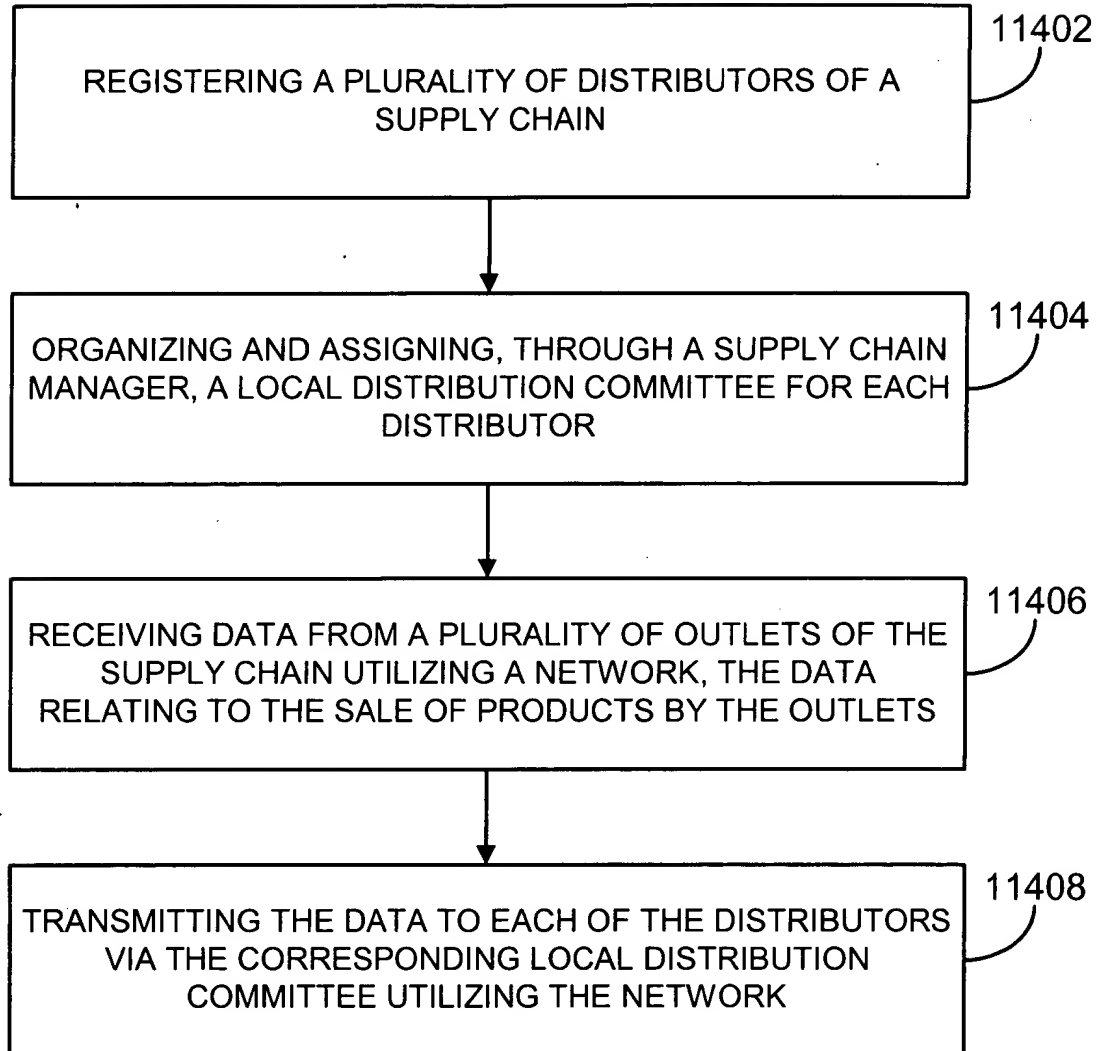 11402
REGISTERING A PLURALITY OF DISTRIBUTORS OF A
SUPPLY CHAIN
11404
ORGANIZING AND ASSIGNING, THROUGH A SUPPLY CHAIN
MANAGER, A LOCAL DISTRIBUTION COMMITTEE FOR EACH
DISTRIBUTOR
11406
RECEIVING DATA FROM A PLURALITY OF OUTLETS OF THE
SUPPLY CHAIN UTILIZING A NETWORK, THE DATA
RELATING TO THE SALE OF PRODUCTS BY THE OUTLETS
11408
TRANSMITTING THE DATA TO EACH OF THE DISTRIBUTORS
VIA THE CORRESPONDING LOCAL DISTRIBUTION
COMMITTEE UTILIZING THE NETWORK